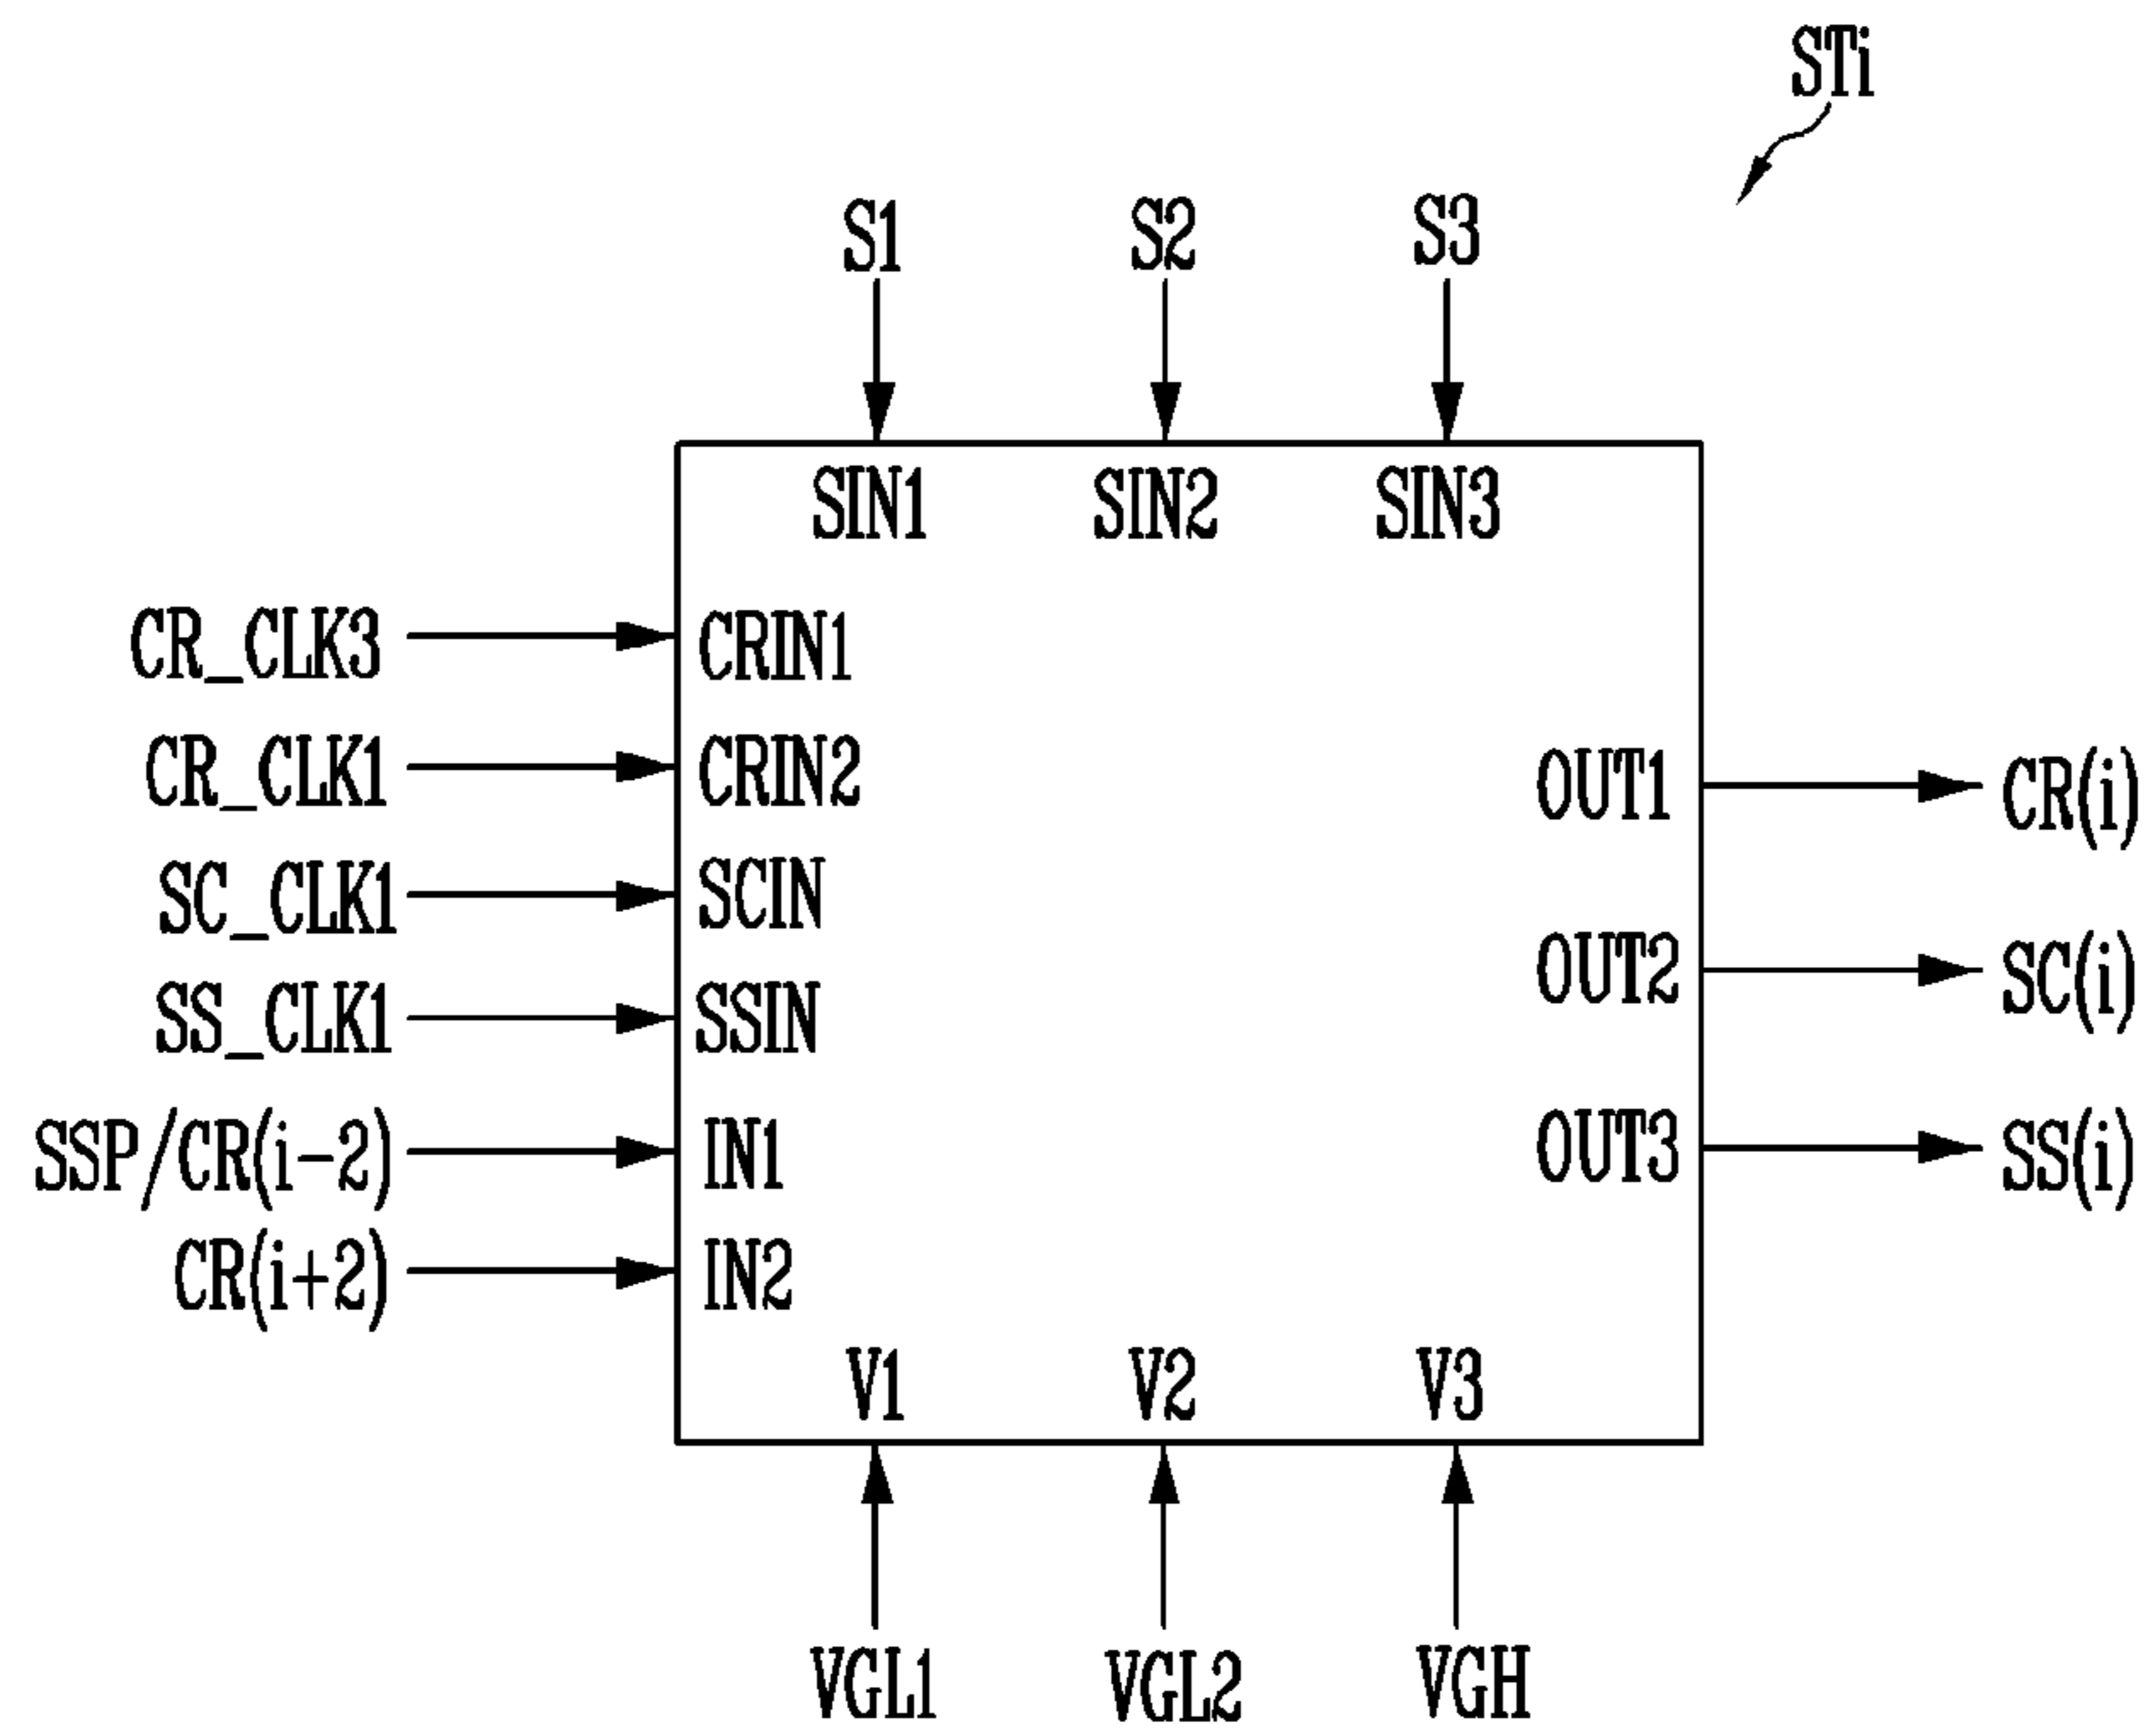 STi
S1 S2 S3
SIN1 SIN2 SIN3
CR_CLK3 CRIN1
CR_CLK1 CRIN2 OUT1 CR(i)
SC_CLK1 SCIN OUT2 SC(i)
SS_CLK1 SSIN
SSP/CR(i-2) IN1 OUT3 SS(i)
CR(i+2) IN2
V1 V2 V3
VGL1 VGL2 VGH